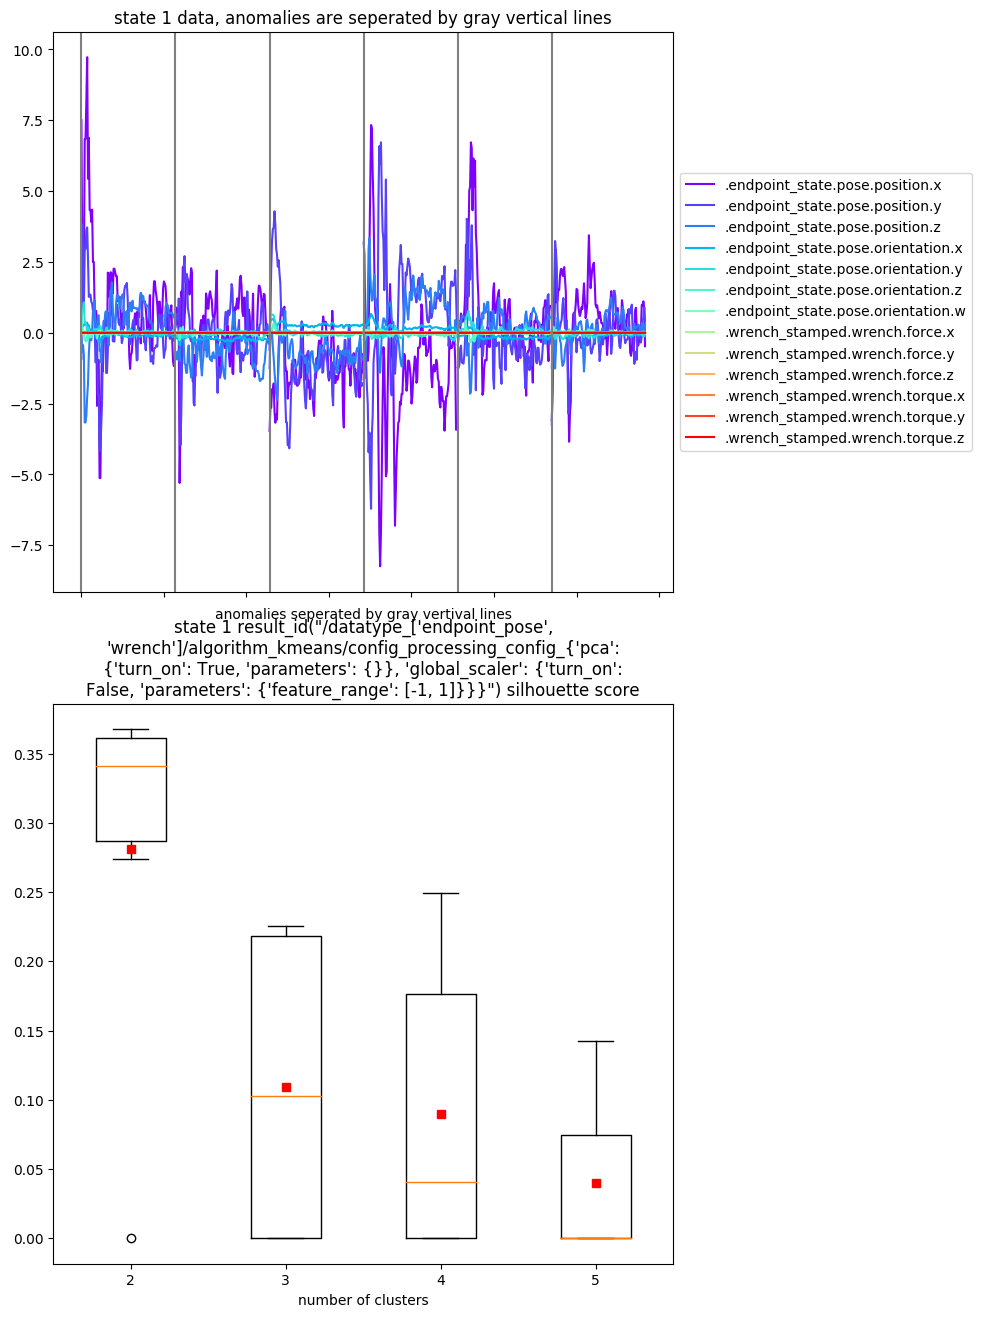 state 1 data, anomalies are seperated by gray vertical lines
10.0
7.5
5.0
2.5
0.0
−2.5
−5.0
−7.5
.endpoint_state.pose.position.x
.endpoint_state.pose.position.y
.endpoint_state.pose.position.z
.endpoint_state.pose.orientation.x
.endpoint_state.pose.orientation.y
.endpoint_state.pose.orientation.z
.endpoint_state.pose.orientation.w
.wrench_stamped.wrench.force.x
.wrench_stamped.wrench.force.y
.wrench_stamped.wrench.force.z
.wrench_stamped.wrench.torque.x
.wrench_stamped.wrench.torque.y
.wrench_stamped.wrench.torque.z
anomalies seperated by gray vertival lines
state 1 result_id("/datatype_['endpoint_pose',
'wrench']/algorithm_kmeans/config_processing_config_{'pca':
{'turn_on': True, 'parameters': {}}, 'global_scaler': {'turn_on':
False, 'parameters': {'feature_range': [-1, 1]}}}") silhouette score
0.35
0.30
0.25
0.20
0.15
0.10
0.05
0.00
2 3 4 5
number of clusters